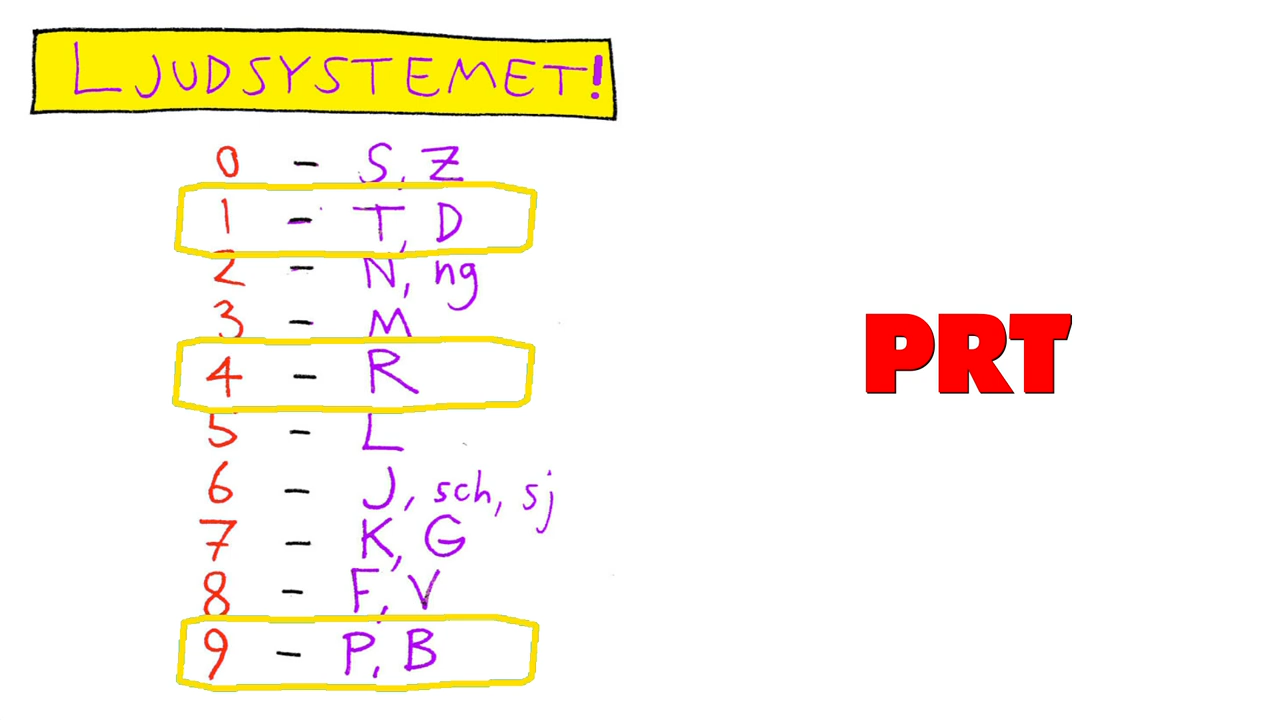 LJUDSYSTEMET!
0 - S, Z
1 - T, D
2 - N, ng
3 - M
4 - R
5 - L
6 - J, sch, sj
7 - K, G
8 - F, V
9 - P, B
PRT